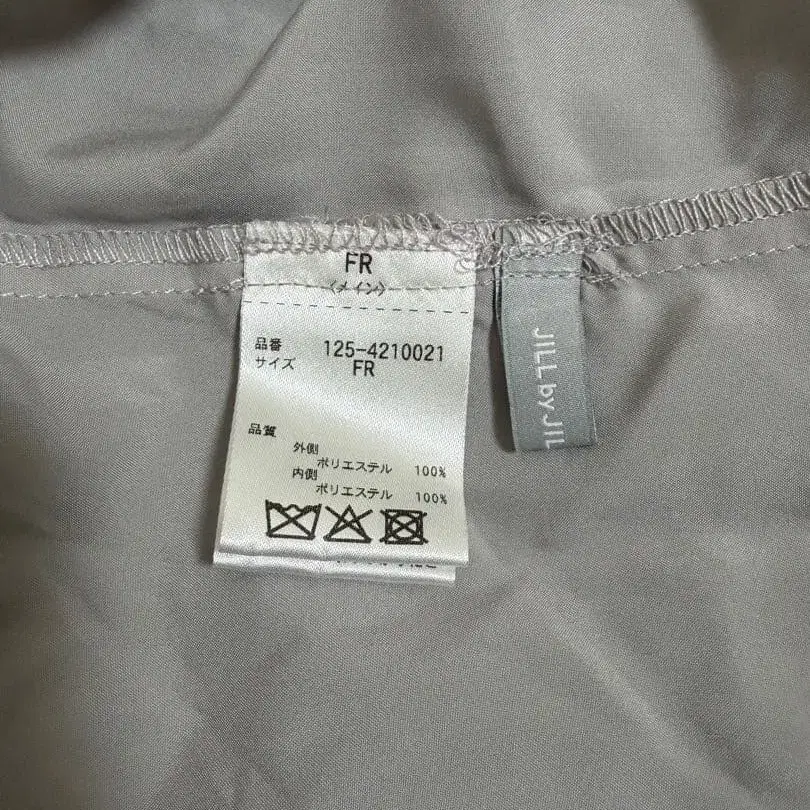 FR
〈メイン〉
品番 125-4210021
サイズ FR
品質
外側
ポリエステル 100%
内側
ポリエステル 100%
JILL by JIL